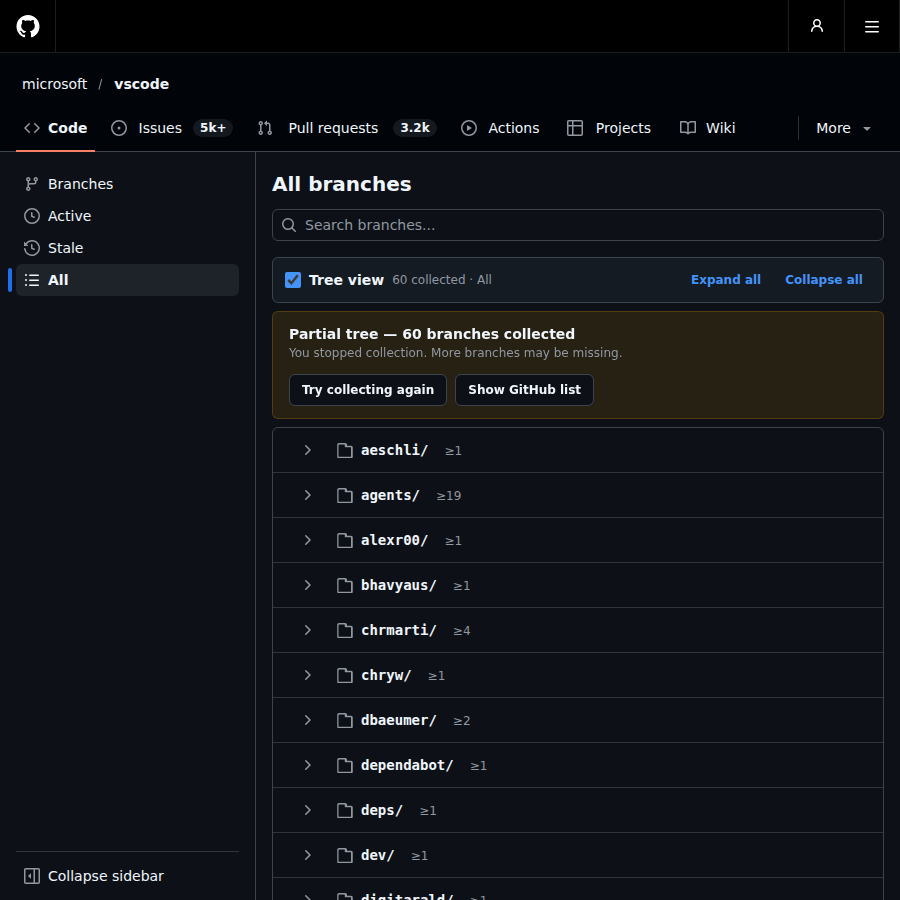 microsoft / vscode
Code Issues 5k+ Pull requests 3.2k Actions Projects Wiki More
Branches
Active
Stale
All
All branches
Search branches...
Tree view 60 collected · All Expand all Collapse all
Partial tree — 60 branches collected
You stopped collection. More branches may be missing.
Try collecting again Show GitHub list
aeschli/ ≥1
agents/ ≥19
alexr00/ ≥1
bhavyaus/ ≥1
chrmarti/ ≥4
chryw/ ≥1
dbaeumer/ ≥2
dependabot/ ≥1
deps/ ≥1
dev/ ≥1
digitarald/ ≥1
Collapse sidebar